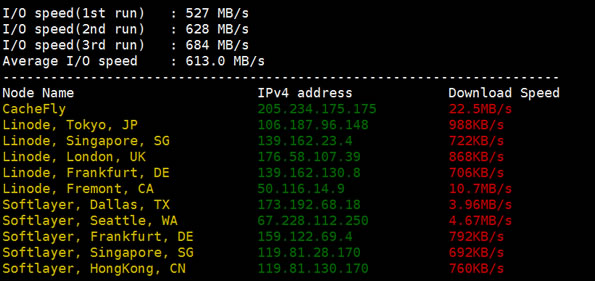 I/O speed(1st run)   : 527 MB/s
I/O speed(2nd run)   : 628 MB/s
I/O speed(3rd run)   : 684 MB/s
Average I/O speed    : 613.0 MB/s
----------------------------------------------------------------------
Node Name                       IPv4 address            Download Speed
CacheFly                        205.234.175.175         22.5MB/s
Linode, Tokyo, JP               106.187.96.148          988KB/s
Linode, Singapore, SG           139.162.23.4            722KB/s
Linode, London, UK              176.58.107.39           868KB/s
Linode, Frankfurt, DE           139.162.130.8           706KB/s
Linode, Fremont, CA             50.116.14.9             10.7MB/s
Softlayer, Dallas, TX           173.192.68.18           3.96MB/s
Softlayer, Seattle, WA          67.228.112.250          4.67MB/s
Softlayer, Frankfurt, DE        159.122.69.4            792KB/s
Softlayer, Singapore, SG        119.81.28.170           692KB/s
Softlayer, HongKong, CN         119.81.130.170          760KB/s